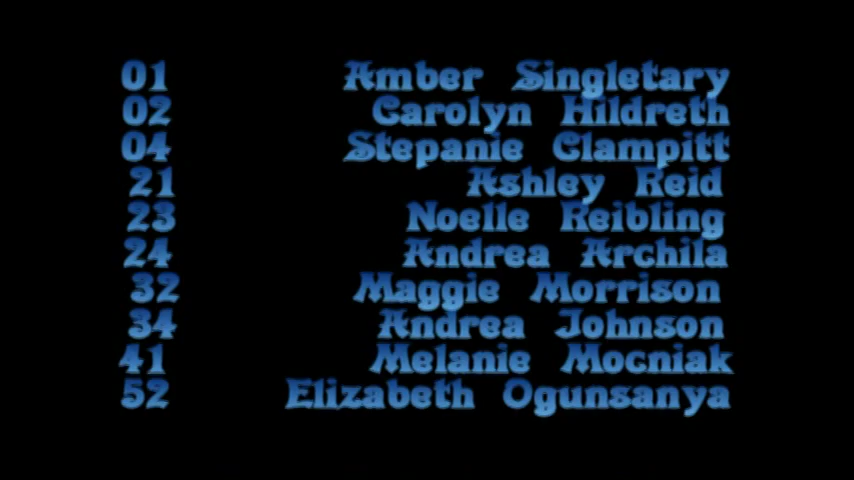 01 Amber Singletary
02 Carolyn Hildreth
04 Stepanie Clampitt
21 Ashley Reid
23 Noelle Reibling
24 Andrea Archila
32 Maggie Morrison
34 Andrea Johnson
41 Melanie Mocniak
52 Elizabeth Ogunsanya